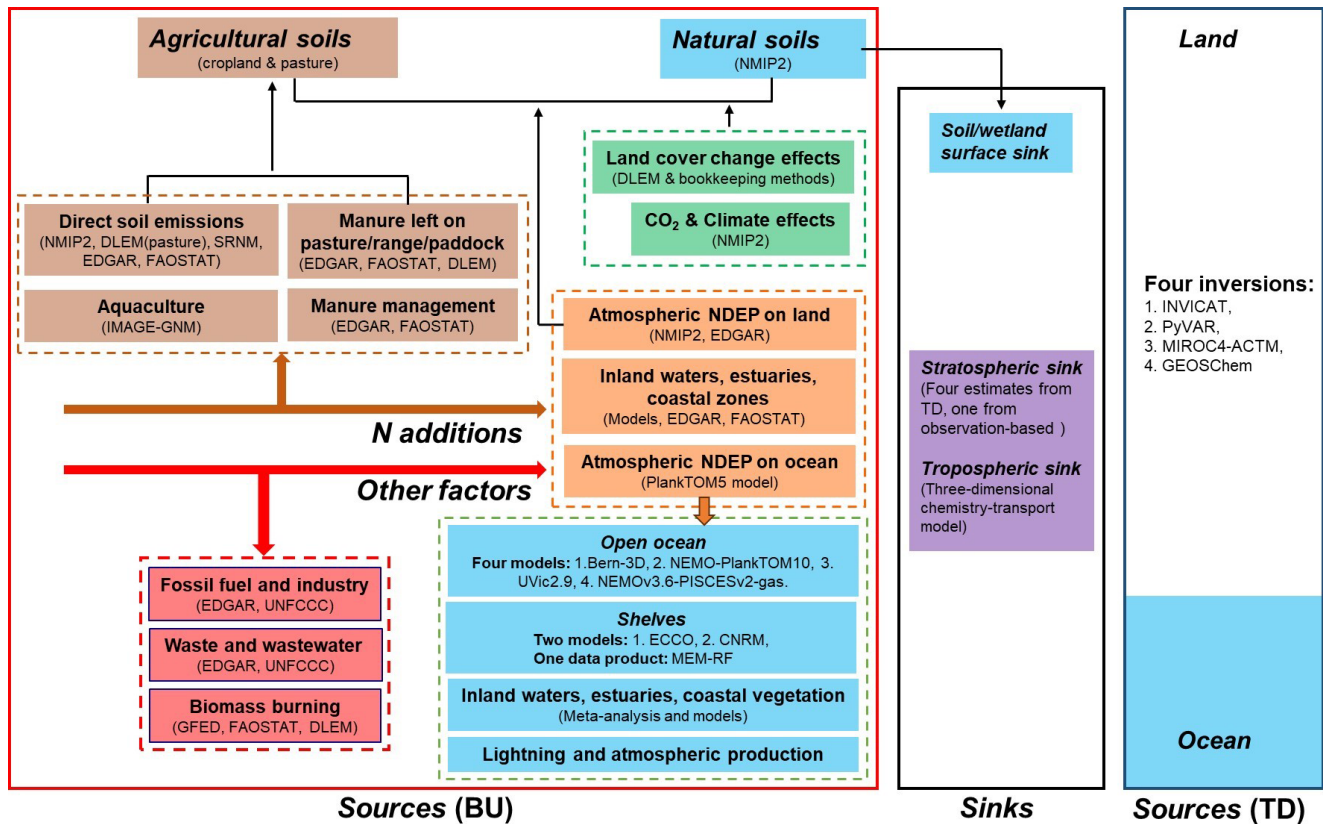 Agricultural soils
(cropland & pasture)
Natural soils
(NMIP2)
Land cover change effects
(DLEM & bookkeeping methods)
CO₂ & Climate effects
(NMIP2)
Direct soil emissions
(NMIP2, DLEM(pasture), SRNM,
EDGAR, FAOSTAT)
Manure left on
pasture/range/paddock
(EDGAR, FAOSTAT, DLEM)
Aquaculture
(IMAGE-GNM)
Manure management
(EDGAR, FAOSTAT)
Atmospheric NDEP on land
(NMIP2, EDGAR)
Inland waters, estuaries,
coastal zones
(Models, EDGAR, FAOSTAT)
Atmospheric NDEP on ocean
(PlankTOM5 model)
N additions
Other factors
Fossil fuel and industry
(EDGAR, UNFCCC)
Waste and wastewater
(EDGAR, UNFCCC)
Biomass burning
(GFED, FAOSTAT, DLEM)
Open ocean
Four models: 1.Bern-3D, 2. NEMO-PlankTOM10, 3.
UVic2.9, 4. NEMOv3.6-PISCESv2-gas.
Shelves
Two models: 1. ECCO, 2. CNRM,
One data product: MEM-RF
Inland waters, estuaries, coastal vegetation
(Meta-analysis and models)
Lightning and atmospheric production
Sources (BU)
Soil/wetland
surface sink
Stratospheric sink
(Four estimates from
TD, one from
observation-based )
Tropospheric sink
(Three-dimensional
chemistry-transport
model)
Sinks
Land
Four inversions:
1. INVICAT,
2. PyVAR,
3. MIROC4-ACTM,
4. GEOSChem
Ocean
Sources (TD)